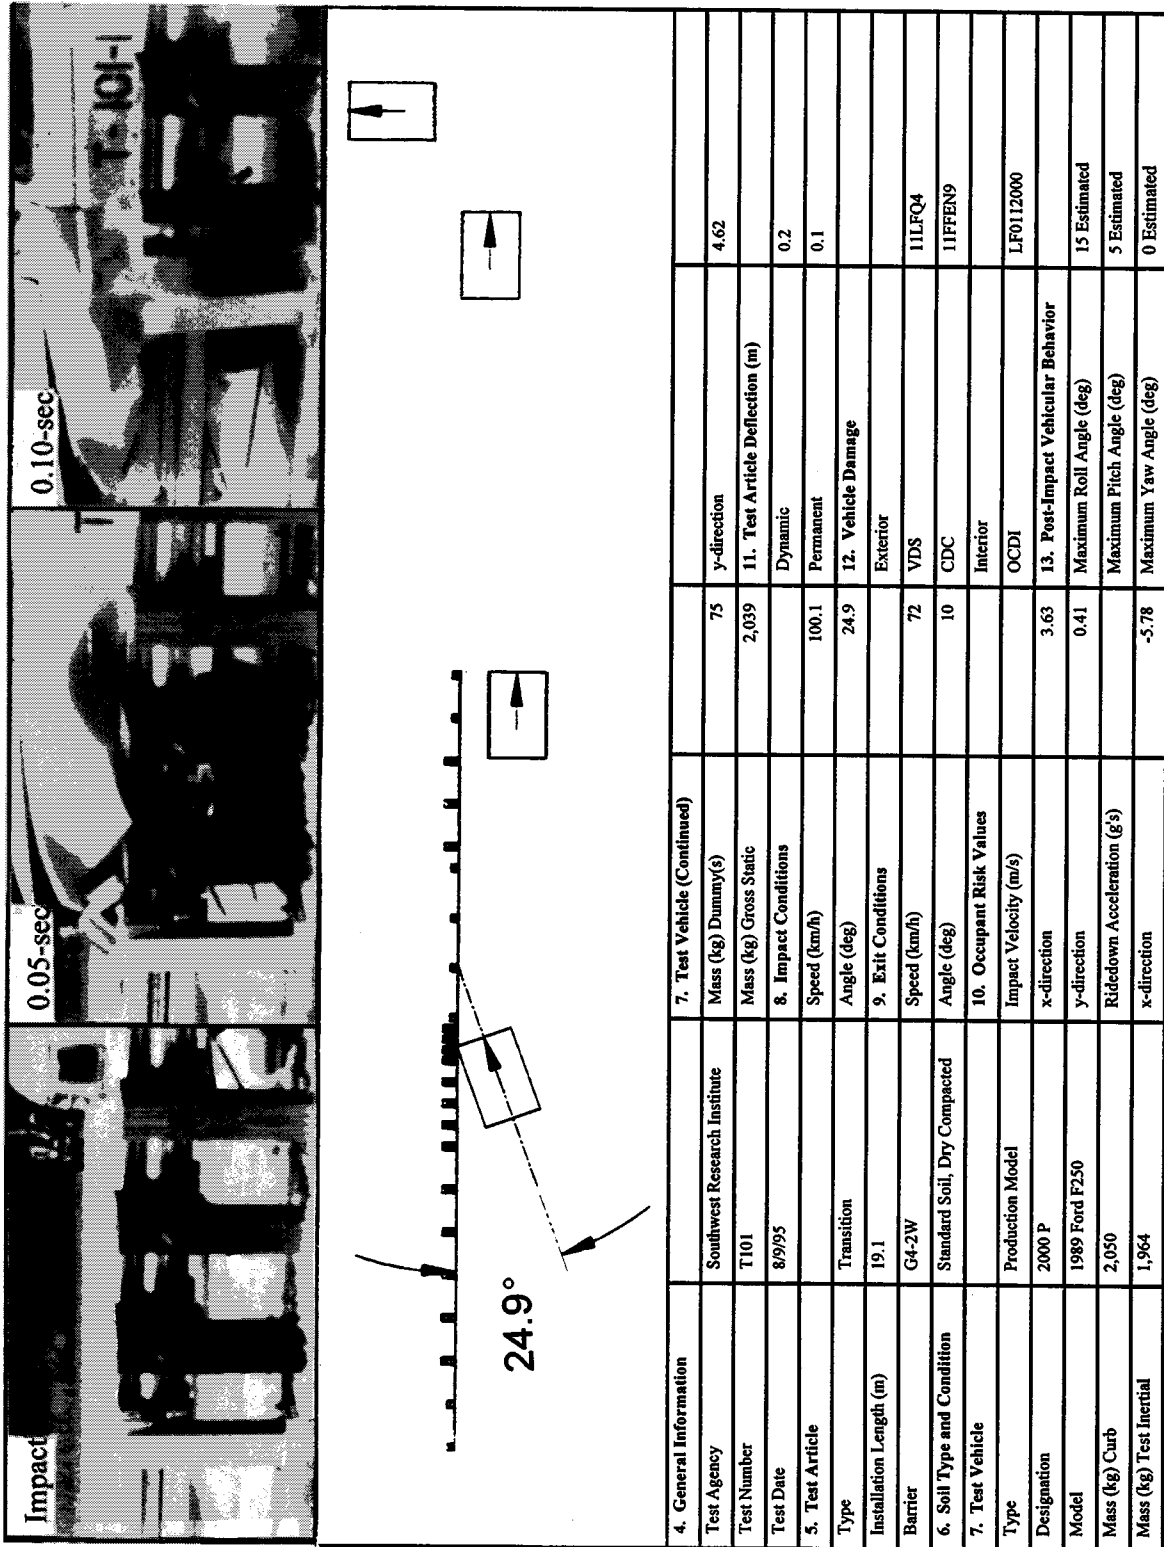 Impact
0.05-sec
0.10-sec
T-101-1
24.9°
4. General Information
Test Agency Southwest Research Institute
Test Number T101
Test Date 8/9/95
5. Test Article
Type Transition
Installation Length (m) 19.1
Barrier G4-2W
6. Soil Type and Condition Standard Soil, Dry Compacted
7. Test Vehicle
Type Production Model
Designation 2000 P
Model 1989 Ford F250
Mass (kg) Curb 2,050
Mass (kg) Test Inertial 1,964
7. Test Vehicle (Continued)
Mass (kg) Dummy(s) 75
Mass (kg) Gross Static 2,039
8. Impact Conditions
Speed (km/h) 100.1
Angle (deg) 24.9
9. Exit Conditions
Speed (km/h) 72
Angle (deg) 10
10. Occupant Risk Values
Impact Velocity (m/s)
x-direction 3.63
y-direction 0.41
Ridedown Acceleration (g's)
x-direction -5.78
y-direction 4.62
11. Test Article Deflection (m)
Dynamic 0.2
Permanent 0.1
12. Vehicle Damage
Exterior
VDS 11LFQ4
CDC 11FFEN9
Interior
OCDI LF0112000
13. Post-Impact Vehicular Behavior
Maximum Roll Angle (deg) 15 Estimated
Maximum Pitch Angle (deg) 5 Estimated
Maximum Yaw Angle (deg) 0 Estimated